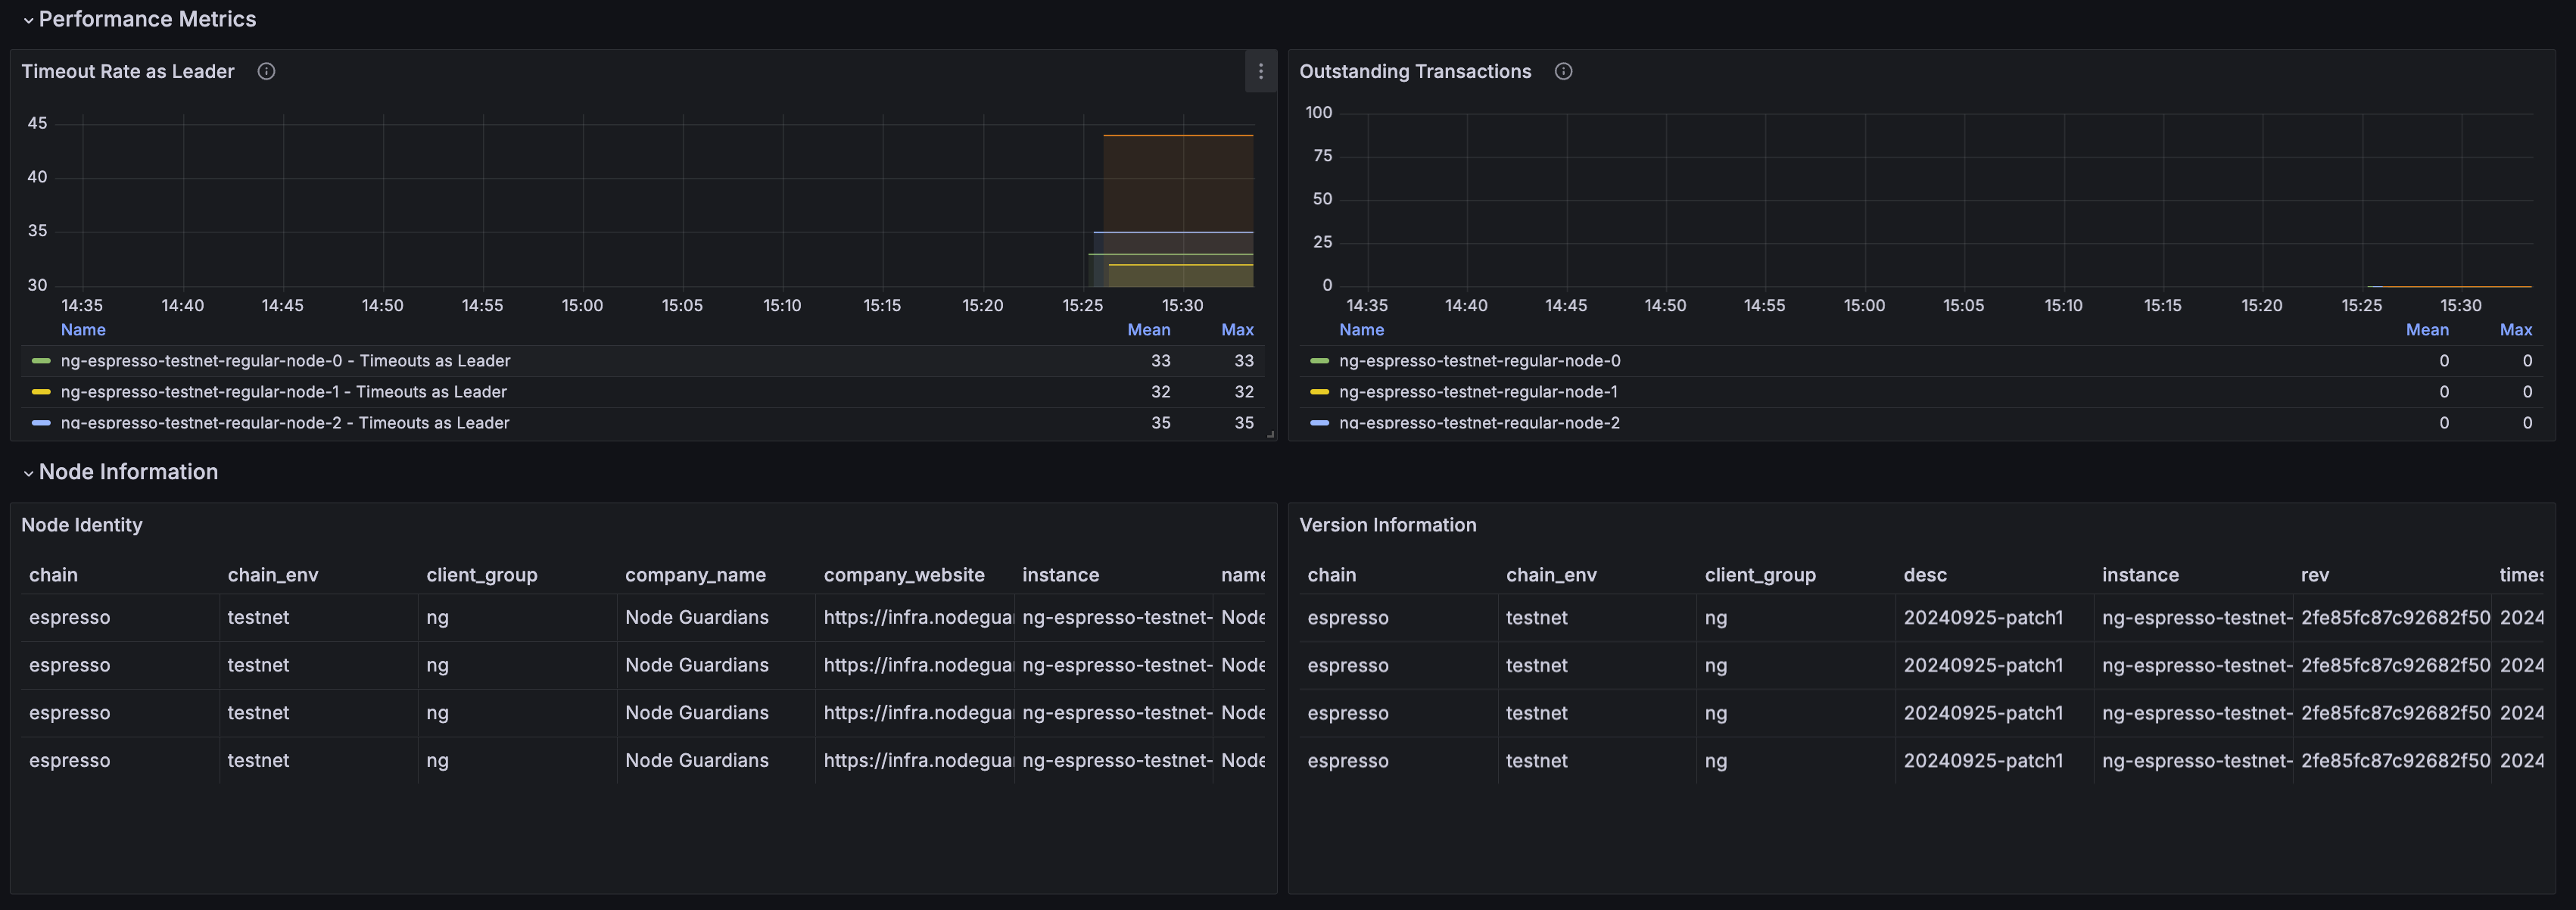 Performance Metrics
Timeout Rate as Leader
45
40
35
30
14:35 14:40 14:45 14:50 14:55 15:00 15:05 15:10 15:15 15:20 15:25 15:30
Name Mean Max
ng-espresso-testnet-regular-node-0 - Timeouts as Leader 33 33
ng-espresso-testnet-regular-node-1 - Timeouts as Leader 32 32
ng-espresso-testnet-regular-node-2 - Timeouts as Leader 35 35
Outstanding Transactions
100
75
50
25
0
14:35 14:40 14:45 14:50 14:55 15:00 15:05 15:10 15:15 15:20 15:25 15:30
Name Mean Max
ng-espresso-testnet-regular-node-0 0 0
ng-espresso-testnet-regular-node-1 0 0
ng-espresso-testnet-regular-node-2 0 0
Node Information
Node Identity
chain chain_env client_group company_name company_website instance name
espresso testnet ng Node Guardians https://infra.nodegua ng-espresso-testnet- Node
espresso testnet ng Node Guardians https://infra.nodegua ng-espresso-testnet- Node
espresso testnet ng Node Guardians https://infra.nodegua ng-espresso-testnet- Node
espresso testnet ng Node Guardians https://infra.nodegua ng-espresso-testnet- Node
Version Information
chain chain_env client_group desc instance rev times
espresso testnet ng 20240925-patch1 ng-espresso-testnet- 2fe85fc87c92682f50 2024
espresso testnet ng 20240925-patch1 ng-espresso-testnet- 2fe85fc87c92682f50 2024
espresso testnet ng 20240925-patch1 ng-espresso-testnet- 2fe85fc87c92682f50 2024
espresso testnet ng 20240925-patch1 ng-espresso-testnet- 2fe85fc87c92682f50 2024